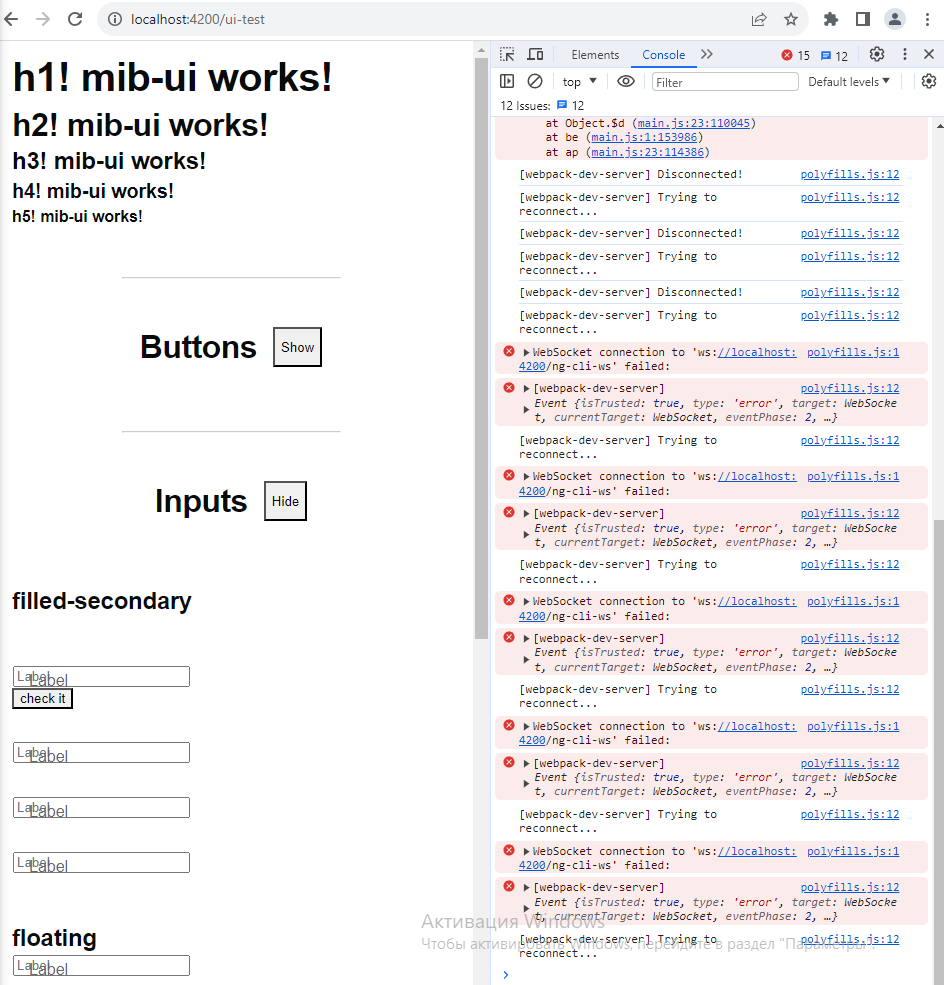 localhost:4200/ui-test
h1! mib-ui works!
h2! mib-ui works!
h3! mib-ui works!
h4! mib-ui works!
h5! mib-ui works!
Buttons Show
Inputs Hide
filled-secondary
Label
Label
check it
Label
Label
Label
Label
Label
Label
floating
Label
Label
Elements Console 15 12
top Filter Default levels
12 Issues: 12
at Object.$d (main.js:23:110045)
at be (main.js:1:153986)
at ap (main.js:23:114386)
[webpack-dev-server] Disconnected! polyfills.js:12
[webpack-dev-server] Trying to polyfills.js:12
reconnect...
[webpack-dev-server] Disconnected! polyfills.js:12
[webpack-dev-server] Trying to polyfills.js:12
reconnect...
[webpack-dev-server] Disconnected! polyfills.js:12
[webpack-dev-server] Trying to polyfills.js:12
reconnect...
WebSocket connection to 'ws://localhost: polyfills.js:1
4200/ng-cli-ws' failed:
[webpack-dev-server] polyfills.js:12
Event {isTrusted: true, type: 'error', target: WebSocke
t, currentTarget: WebSocket, eventPhase: 2, …}
[webpack-dev-server] Trying to polyfills.js:12
reconnect...
WebSocket connection to 'ws://localhost: polyfills.js:1
4200/ng-cli-ws' failed:
[webpack-dev-server] polyfills.js:12
Event {isTrusted: true, type: 'error', target: WebSocke
t, currentTarget: WebSocket, eventPhase: 2, …}
[webpack-dev-server] Trying to polyfills.js:12
reconnect...
WebSocket connection to 'ws://localhost: polyfills.js:1
4200/ng-cli-ws' failed:
[webpack-dev-server] polyfills.js:12
Event {isTrusted: true, type: 'error', target: WebSocke
t, currentTarget: WebSocket, eventPhase: 2, …}
[webpack-dev-server] Trying to polyfills.js:12
reconnect...
WebSocket connection to 'ws://localhost: polyfills.js:1
4200/ng-cli-ws' failed:
[webpack-dev-server] polyfills.js:12
Event {isTrusted: true, type: 'error', target: WebSocke
t, currentTarget: WebSocket, eventPhase: 2, …}
[webpack-dev-server] Trying to polyfills.js:12
reconnect...
WebSocket connection to 'ws://localhost: polyfills.js:1
4200/ng-cli-ws' failed:
[webpack-dev-server] polyfills.js:12
Event {isTrusted: true, type: 'error', target: WebSocke
t, currentTarget: WebSocket, eventPhase: 2, …}
[webpack-dev-server] Trying to polyfills.js:12
reconnect...
Активация Windows
Чтобы активировать Windows, перейдите в раздел "Параметры".